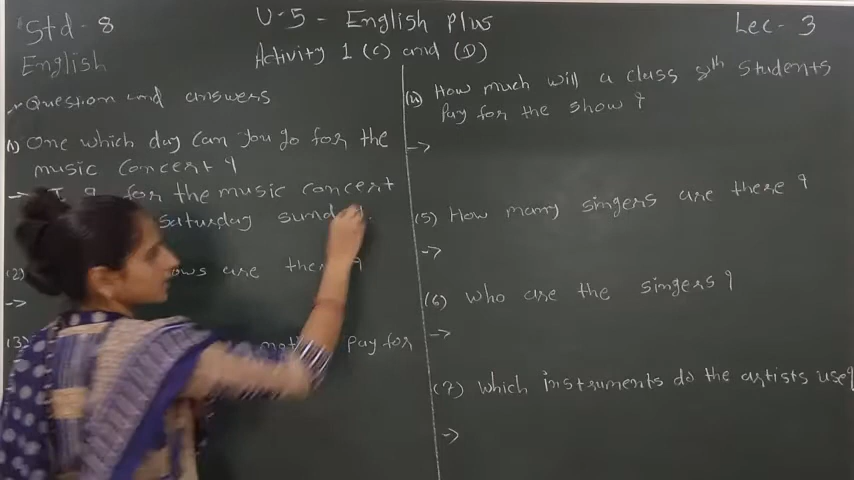 Std - 8
English
U-5 - English Plus
Activity 1 (C) and (D)
Lec - 3
Question and answers
(1) One which day can you go for the
music concert ?
→ I for the music concert
saturday sunday.
(2) are there ?
→
(3) pay for
(4) How much will a class 8th students
Pay for the show ?
→
(5) How many singers are there ?
→
(6) who are the singers ?
→
(7) which instruments do the artists use?
→